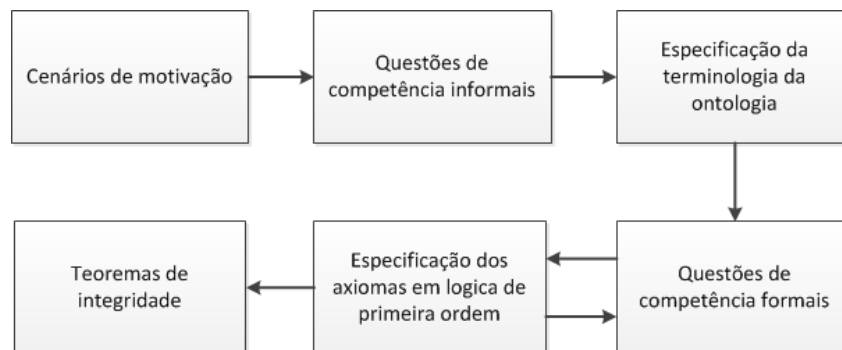 Cenários de motivação
Questões de
competência informais
Especificação da
terminologia da
ontologia
Teoremas de
integridade
Especificação dos
axiomas em logica de
primeira ordem
Questões de
competência formais